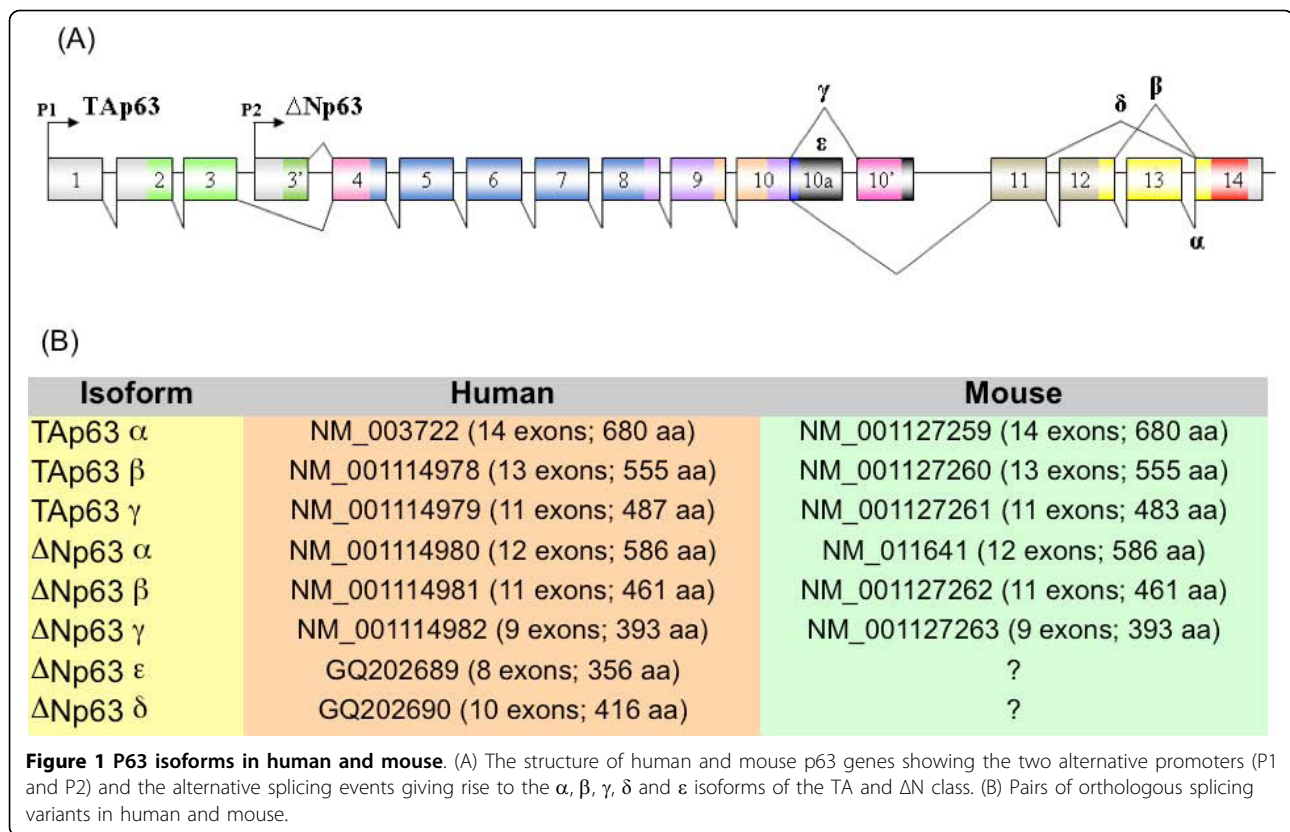 (A)
P1 TAp63
P2 ΔNp63
γ
ε
δ
β
α
1 2 3 3' 4 5 6 7 8 9 10 10a 10' 11 12 13 14
(B)
Isoform Human Mouse
TAp63 α NM_003722 (14 exons; 680 aa) NM_001127259 (14 exons; 680 aa)
TAp63 β NM_001114978 (13 exons; 555 aa) NM_001127260 (13 exons; 555 aa)
TAp63 γ NM_001114979 (11 exons; 487 aa) NM_001127261 (11 exons; 483 aa)
ΔNp63 α NM_001114980 (12 exons; 586 aa) NM_011641 (12 exons; 586 aa)
ΔNp63 β NM_001114981 (11 exons; 461 aa) NM_001127262 (11 exons; 461 aa)
ΔNp63 γ NM_001114982 (9 exons; 393 aa) NM_001127263 (9 exons; 393 aa)
ΔNp63 ε GQ202689 (8 exons; 356 aa) ?
ΔNp63 δ GQ202690 (10 exons; 416 aa) ?
Figure 1 P63 isoforms in human and mouse. (A) The structure of human and mouse p63 genes showing the two alternative promoters (P1
and P2) and the alternative splicing events giving rise to the α, β, γ, δ and ε isoforms of the TA and ΔN class. (B) Pairs of orthologous splicing
variants in human and mouse.